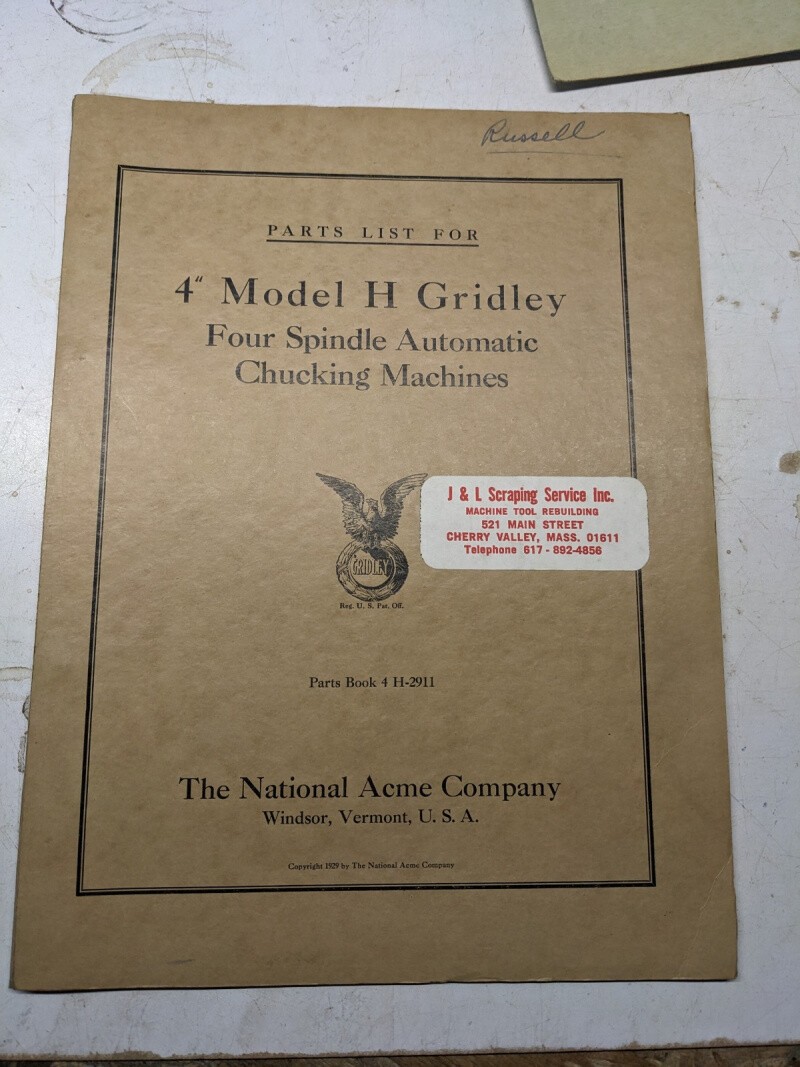 Russell
PARTS LIST FOR
4" Model H Gridley
Four Spindle Automatic
Chucking Machines
GRIDLEY
Reg. U. S. Pat. Off.
J & L Scraping Service Inc.
MACHINE TOOL REBUILDING
521 MAIN STREET
CHERRY VALLEY, MASS. 01611
Telephone 617 - 892-4856
Parts Book 4 H-2911
The National Acme Company
Windsor, Vermont, U. S. A.
Copyright 1929 by The National Acme Company